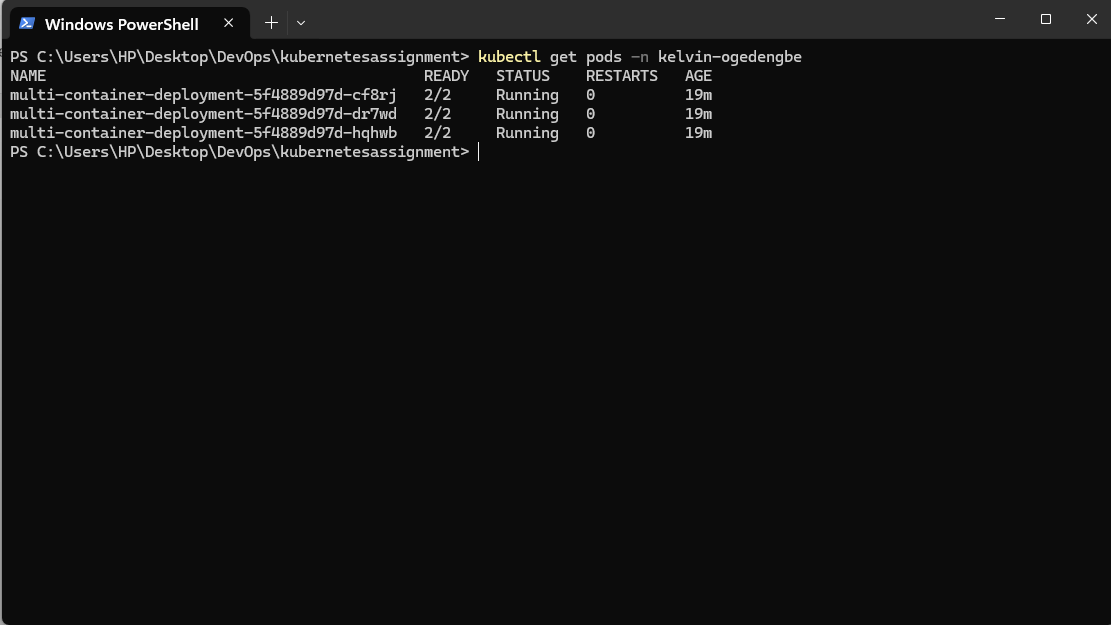 Windows PowerShell
PS C:\Users\HP\Desktop\DevOps\kubernetesassignment> kubectl get pods -n kelvin-ogedengbe
NAME READY STATUS RESTARTS AGE
multi-container-deployment-5f4889d97d-cf8rj 2/2 Running 0 19m
multi-container-deployment-5f4889d97d-dr7wd 2/2 Running 0 19m
multi-container-deployment-5f4889d97d-hqhwb 2/2 Running 0 19m
PS C:\Users\HP\Desktop\DevOps\kubernetesassignment>